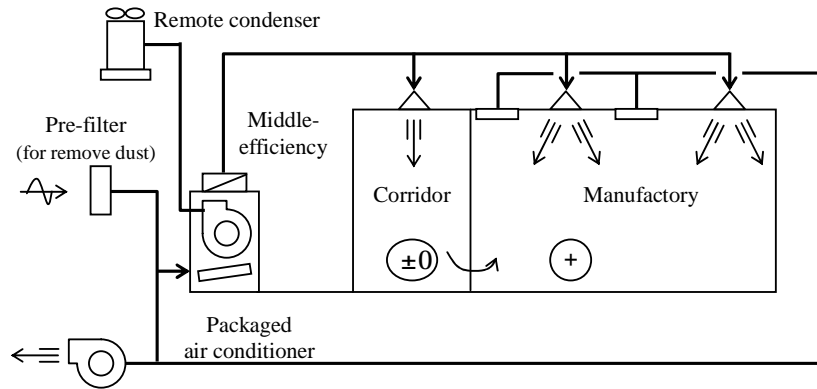 Remote condenser
Pre-filter
(for remove dust)
Middle-
efficiency
Corridor
Manufactory
±0
+
Packaged
air conditioner